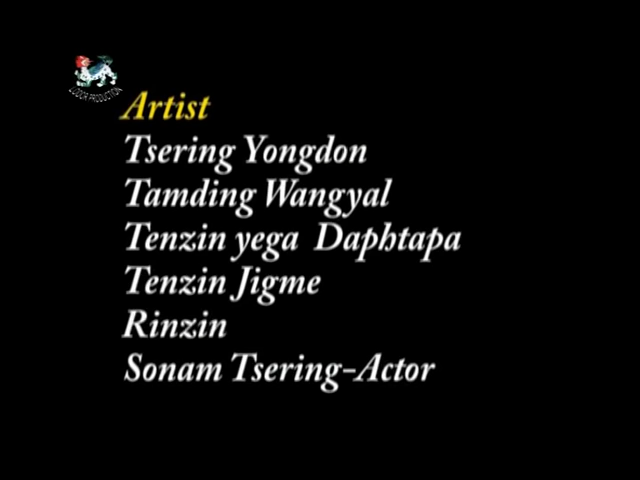 Artist
Tsering Yongdon
Tamding Wangyal
Tenzin yega Daphtapa
Tenzin Jigme
Rinzin
Sonam Tsering-Actor